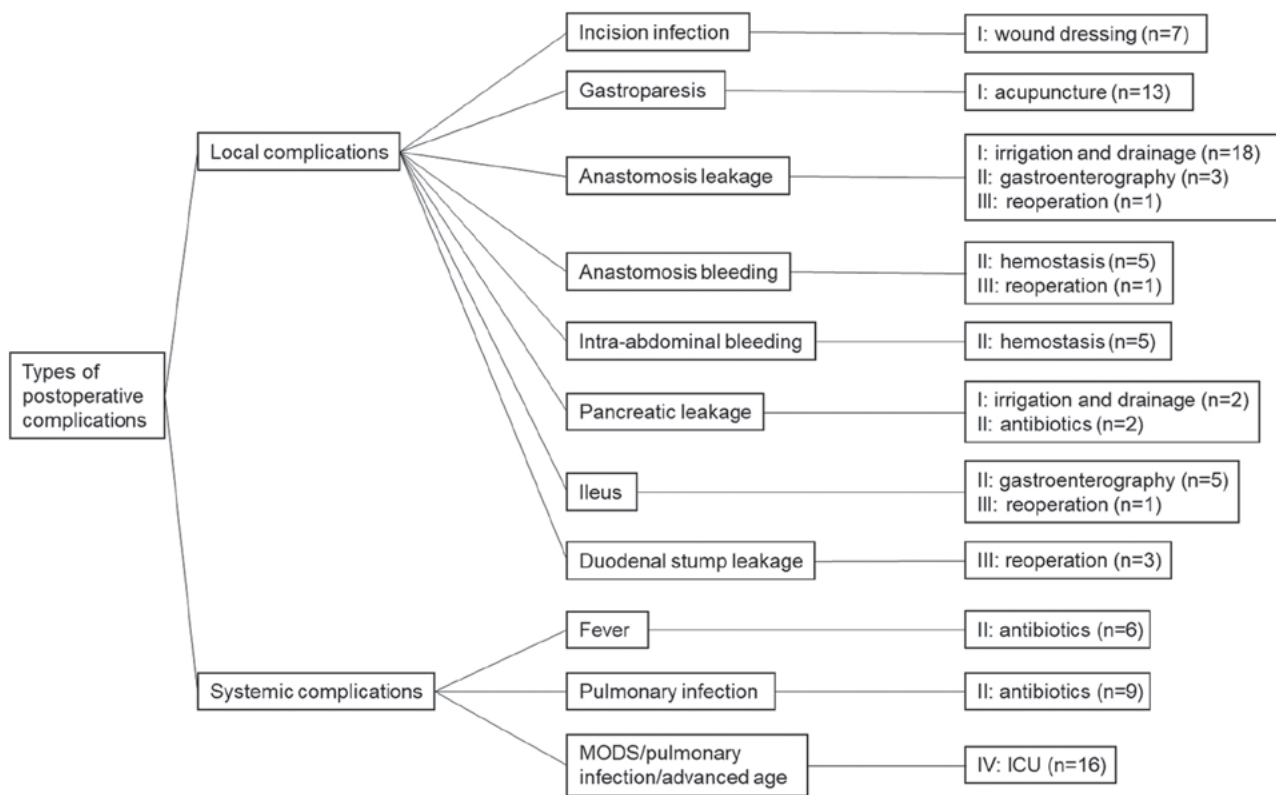 Types of
postoperative
complications
Local complications
Incision infection
I: wound dressing (n=7)
Gastroparesis
I: acupuncture (n=13)
Anastomosis leakage
I: irrigation and drainage (n=18)
II: gastroenterography (n=3)
III: reoperation (n=1)
Anastomosis bleeding
II: hemostasis (n=5)
III: reoperation (n=1)
Intra-abdominal bleeding
II: hemostasis (n=5)
Pancreatic leakage
I: irrigation and drainage (n=2)
II: antibiotics (n=2)
Ileus
II: gastroenterography (n=5)
III: reoperation (n=1)
Duodenal stump leakage
III: reoperation (n=3)
Systemic complications
Fever
II: antibiotics (n=6)
Pulmonary infection
II: antibiotics (n=9)
MODS/pulmonary
infection/advanced age
IV: ICU (n=16)